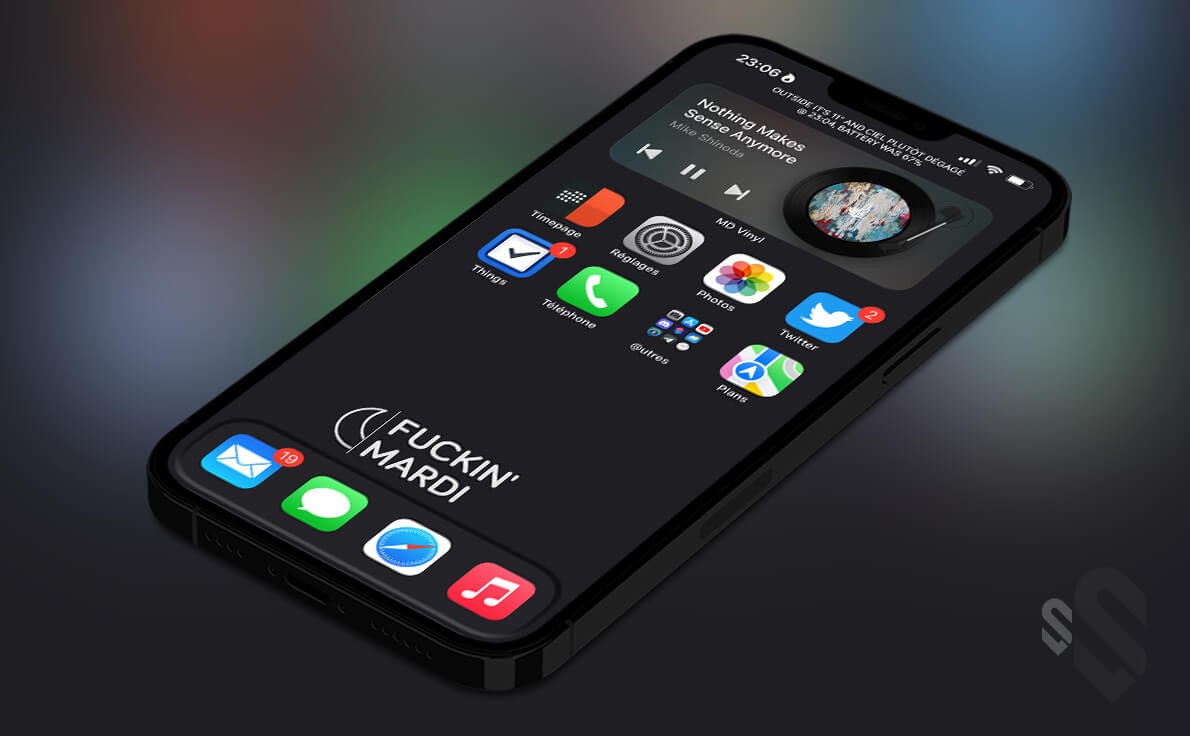 23:06
OUTSIDE IT'S 11° AND CIEL PLUTÔT DÉGAGÉ
@ 23:04, BATTERY WAS 67%
Nothing Makes
Sense Anymore
Mike Shinoda
MD Vinyl
Timepage
Réglages
Photos
Twitter
2
Things
1
Téléphone
@utres
Plans
FUCKIN'
MARDI
19